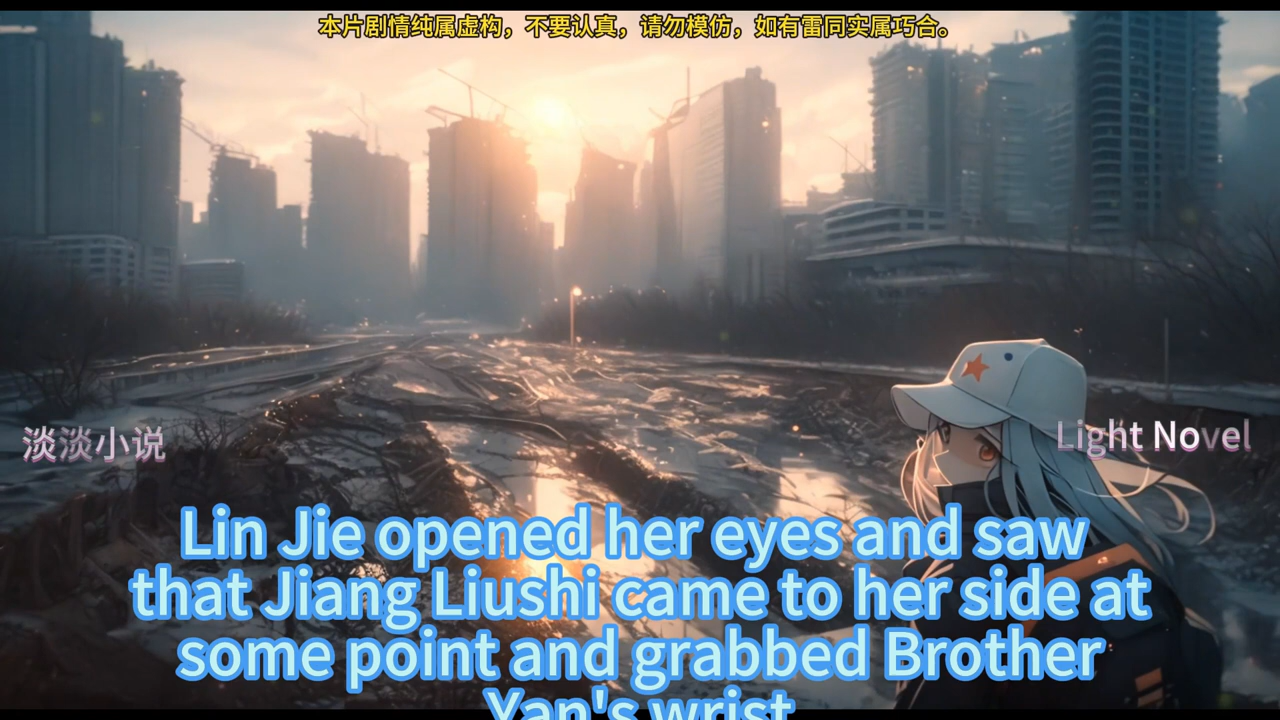 本片剧情纯属虚构，不要认真，请勿模仿，如有雷同实属巧合。
淡淡小说
Light Novel
Lin Jie opened her eyes and saw
that Jiang Liushi came to her side at
some point and grabbed Brother
Yan's wrist